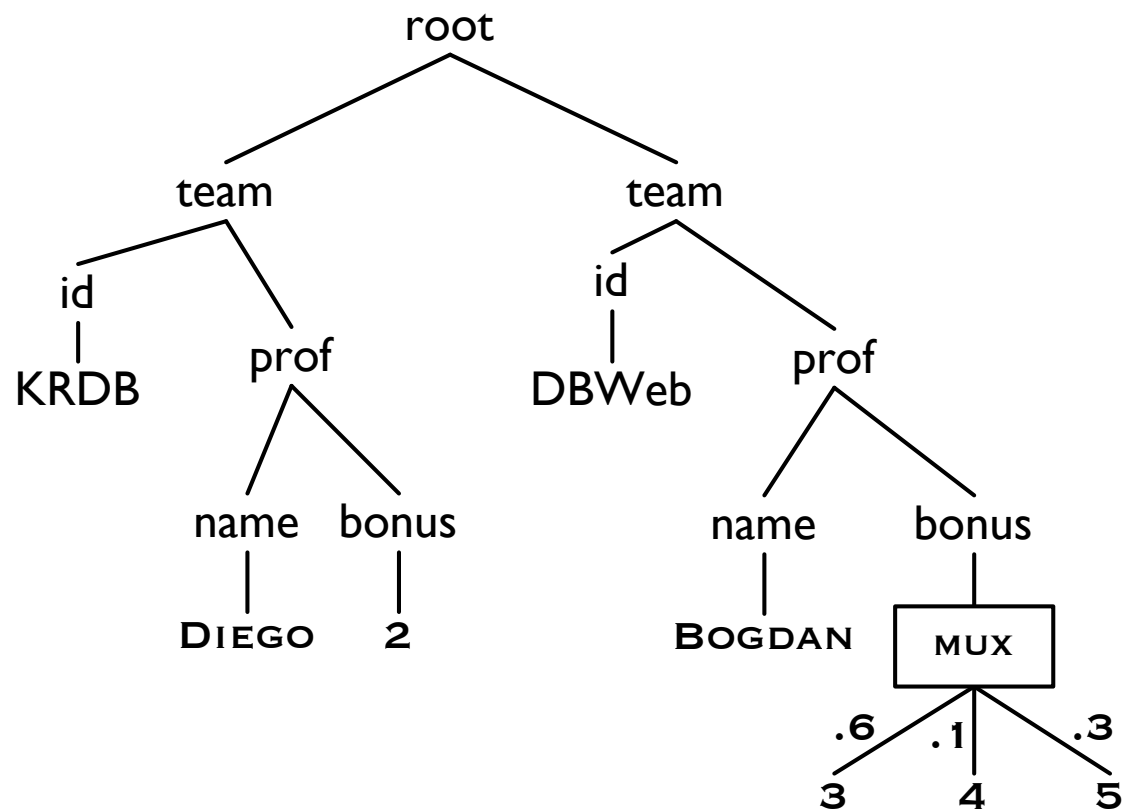 root
team team
id id
KRDB prof DBWeb prof
name bonus name bonus
DIEGO 2 BOGDAN MUX
.6 .1 .3
3 4 5